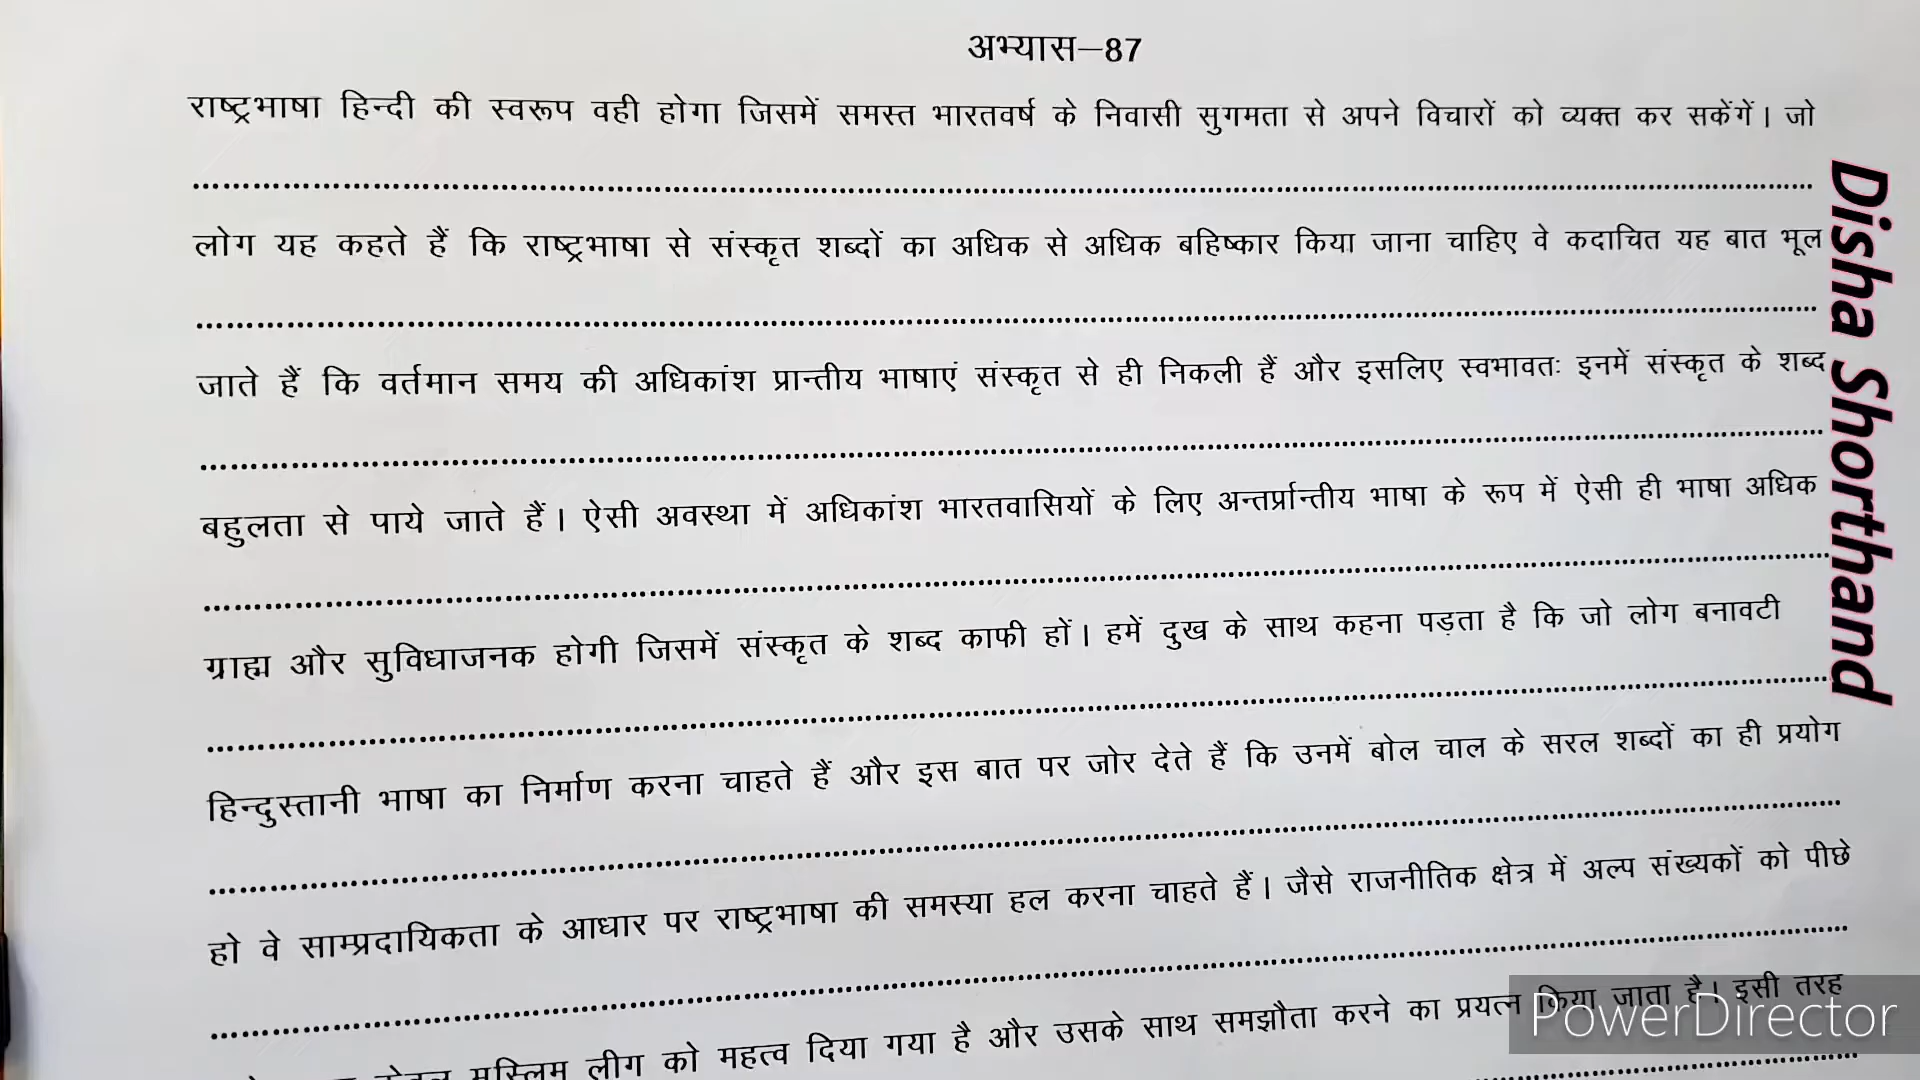 अभ्यास—87
राष्ट्रभाषा हिन्दी की स्वरूप वही होगा जिसमें समस्त भारतवर्ष के निवासी सुगमता से अपने विचारों को व्यक्त कर सकेंगें। जो
लोग यह कहते हैं कि राष्ट्रभाषा से संस्कृत शब्दों का अधिक से अधिक बहिष्कार किया जाना चाहिए वे कदाचित यह बात भूल
जाते हैं कि वर्तमान समय की अधिकांश प्रान्तीय भाषाएं संस्कृत से ही निकली हैं और इसलिए स्वभावतः इनमें संस्कृत के शब्द
बहुलता से पाये जाते हैं। ऐसी अवस्था में अधिकांश भारतवासियों के लिए अन्तर्प्रान्तीय भाषा के रूप में ऐसी ही भाषा अधिक
ग्राह्म और सुविधाजनक होगी जिसमें संस्कृत के शब्द काफी हों। हमें दुख के साथ कहना पड़ता है कि जो लोग बनावटी
हिन्दुस्तानी भाषा का निर्माण करना चाहते हैं और इस बात पर जोर देते हैं कि उनमें बोल चाल के सरल शब्दों का ही प्रयोग
हो वे साम्प्रदायिकता के आधार पर राष्ट्रभाषा की समस्या हल करना चाहते हैं। जैसे राजनीतिक क्षेत्र में अल्प संख्यकों को पीछे
मुस्लिम लीग को महत्व दिया गया है और उसके साथ समझौता करने का प्रयत्न किया जाता है। इसी तरह
Disha Shorthand
PowerDirector